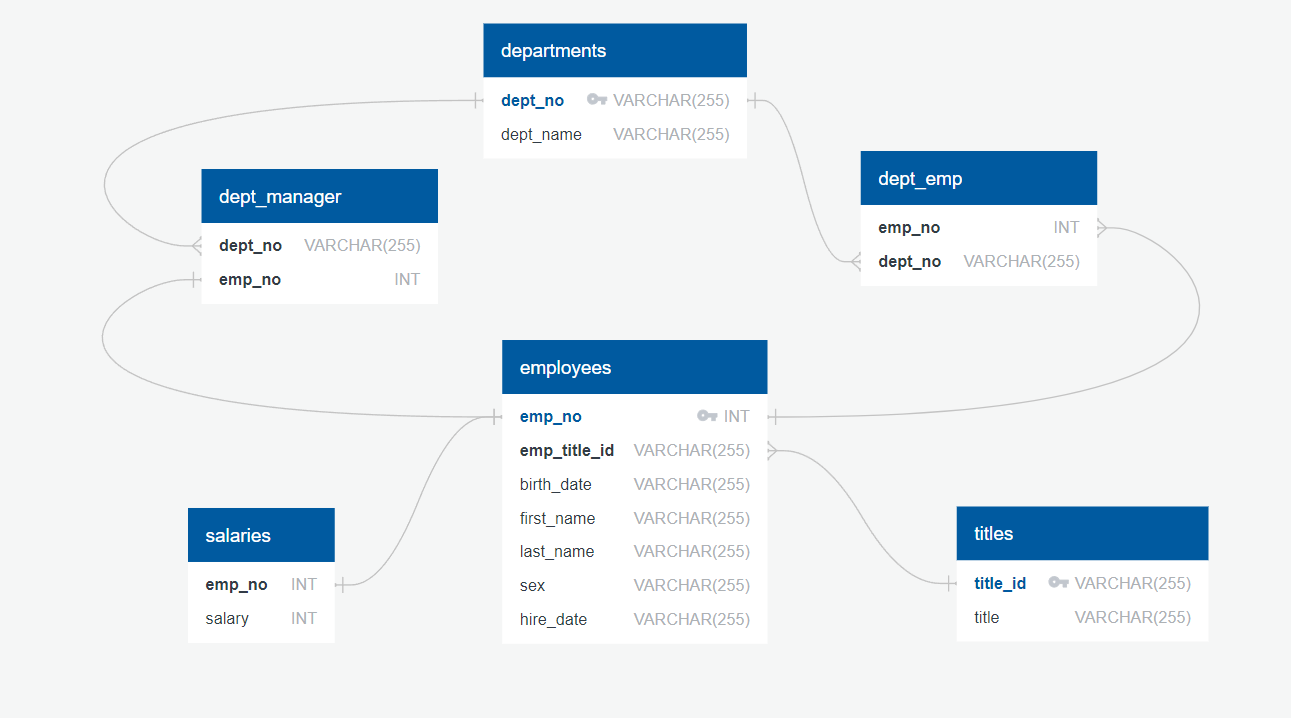 departments
dept_no VARCHAR(255)
dept_name VARCHAR(255)
dept_manager
dept_no VARCHAR(255)
emp_no INT
dept_emp
emp_no INT
dept_no VARCHAR(255)
employees
emp_no INT
emp_title_id VARCHAR(255)
birth_date VARCHAR(255)
first_name VARCHAR(255)
last_name VARCHAR(255)
sex VARCHAR(255)
hire_date VARCHAR(255)
salaries
emp_no INT
salary INT
titles
title_id VARCHAR(255)
title VARCHAR(255)